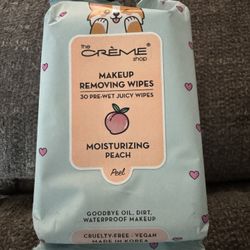 The
CRÈME
shop
MAKEUP
REMOVING WIPES
30 PRE-WET JUICY WIPES
MOISTURIZING
PEACH
Peel
GOODBYE OIL, DIRT,
WATERPROOF MAKEUP
CRUELTY-FREE · VEGAN
MADE IN KOREA